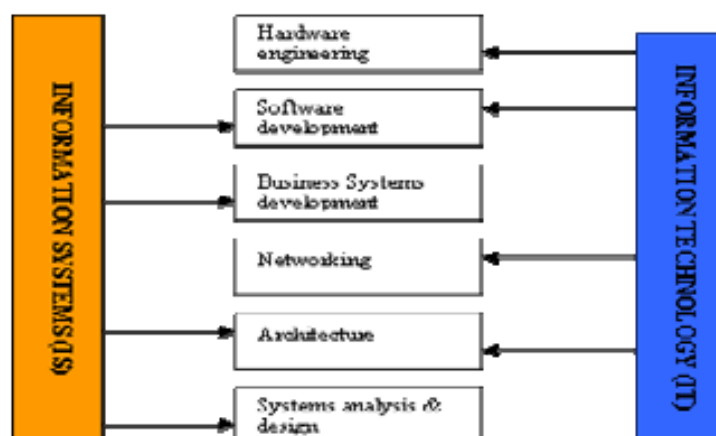 INFORMATION SYSTEMS (IS)
Hardware
engineering
Software
development
Business Systems
development
Networking
Architecture
Systems analysis &
design
INFORMATION TECHNOLOGY (IT)